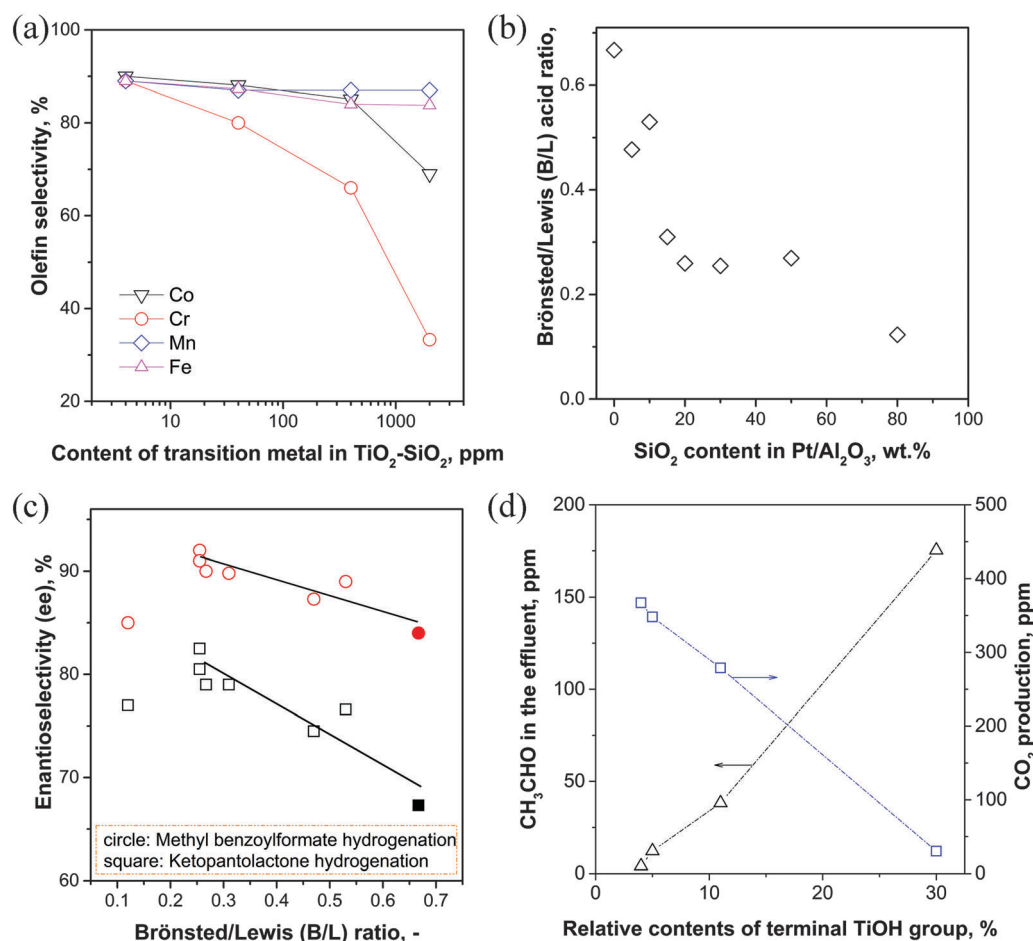 (a)
Olefin selectivity, %
100
80
60
40
20
Co
Cr
Mn
Fe
10
100
1000
Content of transition metal in TiO₂-SiO₂, ppm
(b)
Brönsted/Lewis (B/L) acid ratio,
0.6
0.4
0.2
0.0
0
20
40
60
80
100
SiO₂ content in Pt/Al₂O₃, wt.%
(c)
Enantioselectivity (ee), %
90
80
70
60
circle: Methyl benzoylformate hydrogenation
square: Ketopantolactone hydrogenation
0.1
0.2
0.3
0.4
0.5
0.6
0.7
Brönsted/Lewis (B/L) ratio, -
(d)
CH₃CHO in the effluent, ppm
200
150
100
75
50
25
0
500
400
300
200
100
0
CO₂ production, ppm
0
10
20
30
Relative contents of terminal TiOH group, %